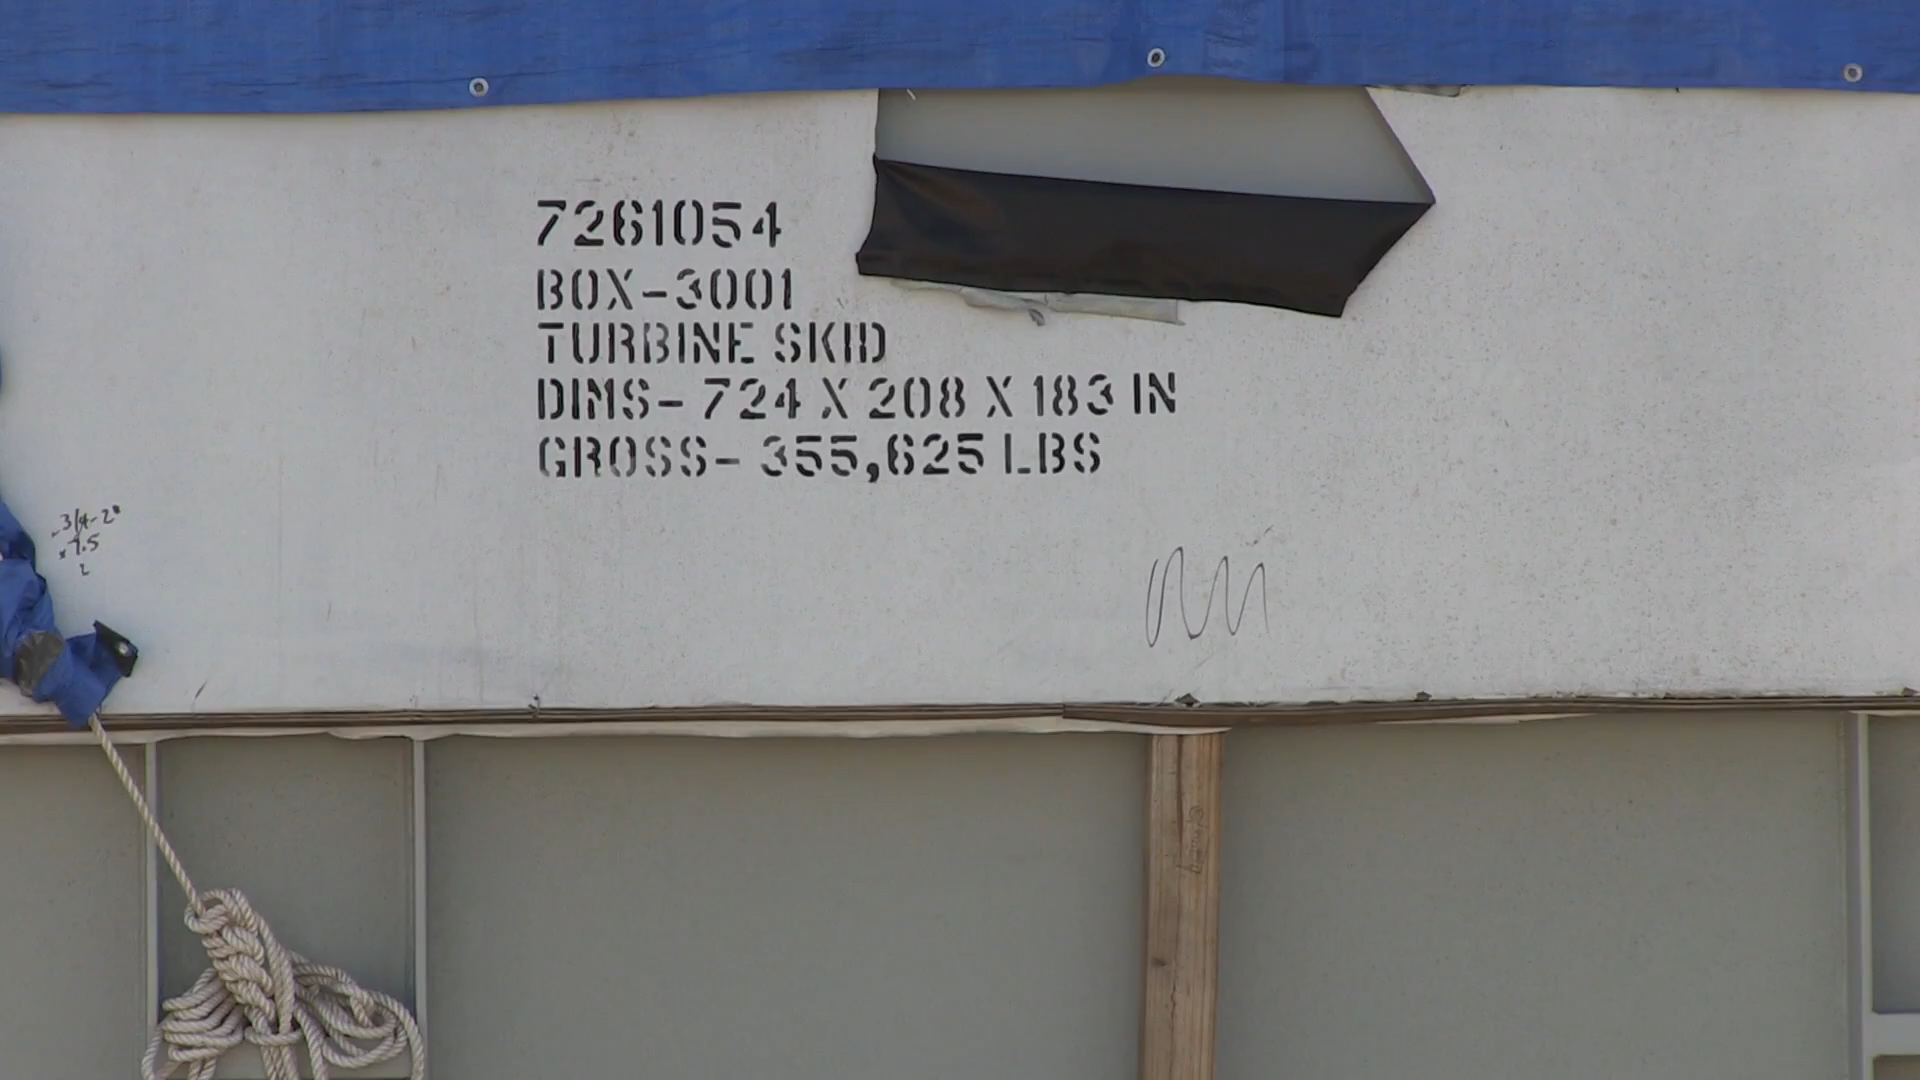 7261054
BOX-3001
TURBINE SKID
DIMS-724 X 208 X 183 IN
GROSS-355,625 LBS